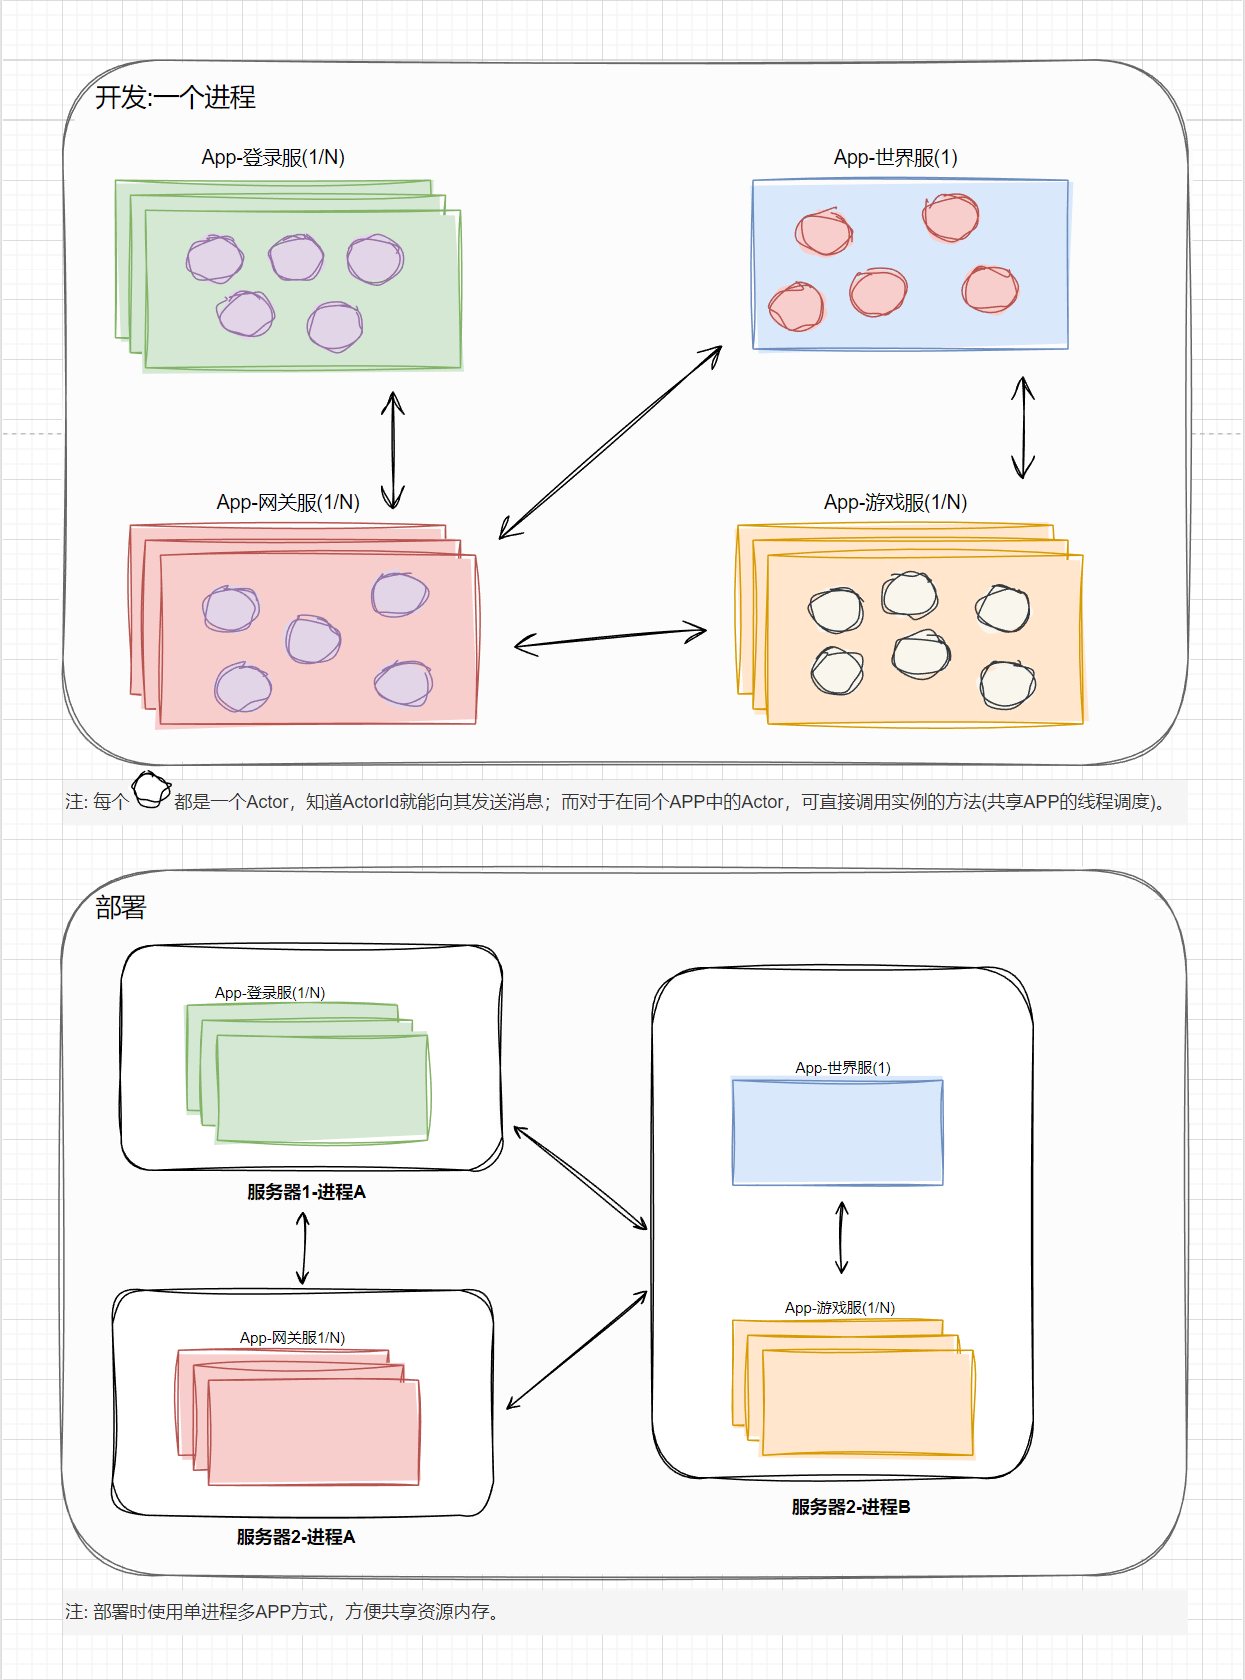 开发:一个进程
App-登录服(1/N)
App-世界服(1)
App-网关服(1/N)
App-游戏服(1/N)
注: 每个 都是一个Actor，知道ActorId就能向其发送消息；而对于在同个APP中的Actor，可直接调用实例的方法(共享APP的线程调度)。
部署
App-登录服(1/N)
App-世界服(1)
服务器1-进程A
App-游戏服(1/N)
App-网关服1/N)
服务器2-进程B
服务器2-进程A
注: 部署时使用单进程多APP方式，方便共享资源内存。